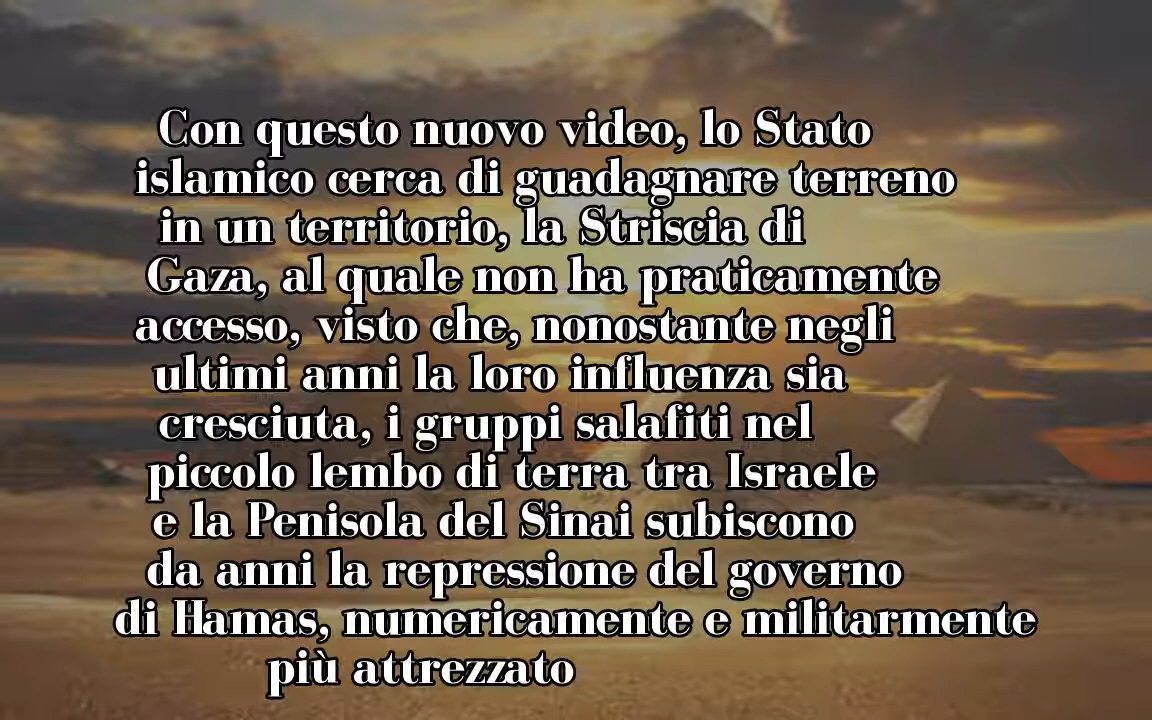 Con questo nuovo video, lo Stato
islamico cerca di guadagnare terreno
in un territorio, la Striscia di
Gaza, al quale non ha praticamente
accesso, visto che, nonostante negli
ultimi anni la loro influenza sia
cresciuta, i gruppi salafiti nel
piccolo lembo di terra tra Israele
e la Penisola del Sinai subiscono
da anni la repressione del governo
di Hamas, numericamente e militarmente
più attrezzato